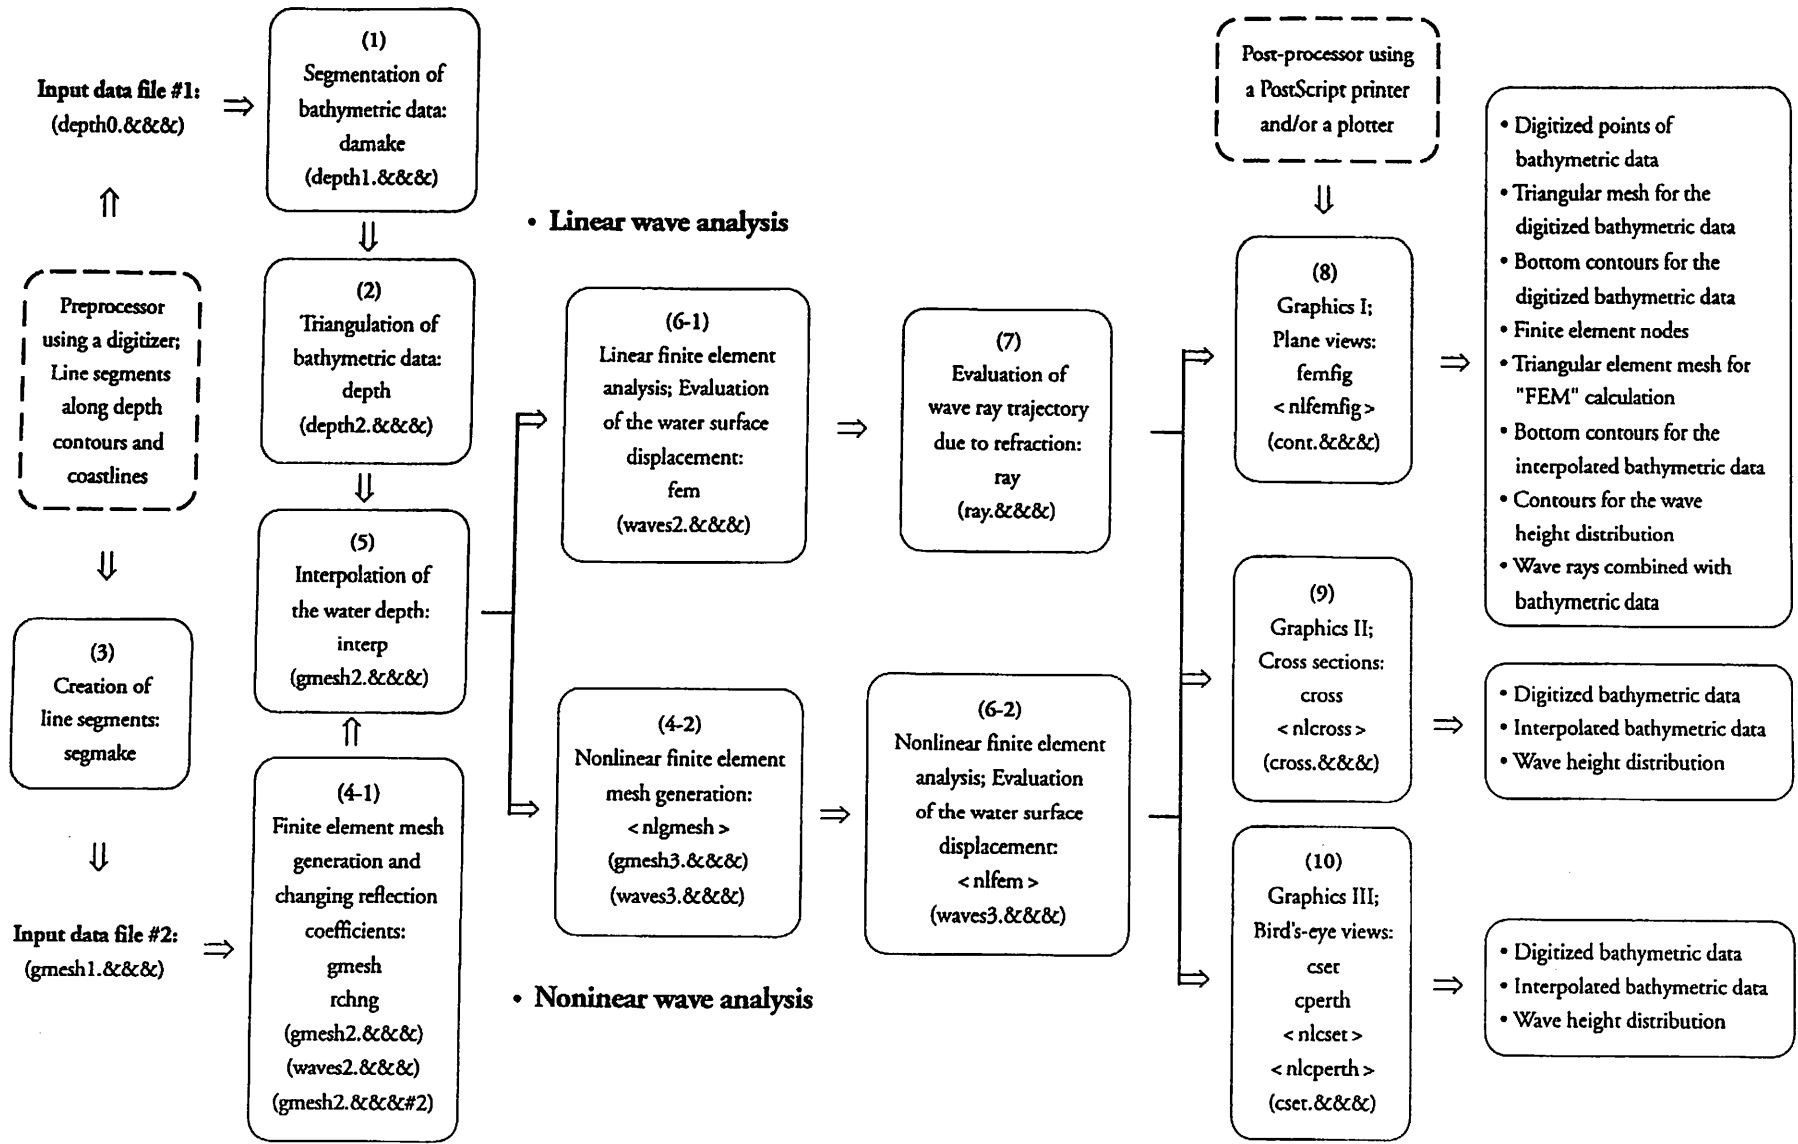 Input data file #1:
(depth0.&&&)
Preprocessor
using a digitizer;
Line segments
along depth
contours and
coastlines
(3)
Creation of
line segments:
segmake
Input data file #2:
(gmesh1.&&&)
(1)
Segmentation of
bathymetric data:
damake
(depth1.&&&)
(2)
Triangulation of
bathymetric data:
depth
(depth2.&&&)
(5)
Interpolation of
the water depth:
interp
(gmesh2.&&&)
(4-1)
Finite element mesh
generation and
changing reflection
coefficients:
gmesh
rchng
(gmesh2.&&&)
(waves2.&&&)
(gmesh2.&&&#2)
• Linear wave analysis
(6-1)
Linear finite element
analysis; Evaluation
of the water surface
displacement:
fem
(waves2.&&&)
(7)
Evaluation of
wave ray trajectory
due to refraction:
ray
(ray.&&&)
(4-2)
Nonlinear finite element
mesh generation:
<nlgmesh>
(gmesh3.&&&)
(waves3.&&&)
(6-2)
Nonlinear finite element
analysis; Evaluation
of the water surface
displacement:
<nlfem>
(waves3.&&&)
• Noninear wave analysis
Post-processor using
a PostScript printer
and/or a plotter
(8)
Graphics I;
Plane views:
femfig
<nlfemfig>
(cont.&&&)
(9)
Graphics II;
Cross sections:
cross
<nlcross>
(cross.&&&)
(10)
Graphics III;
Bird's-eye views:
cset
cperth
<nlcset>
<nlcperth>
(cset.&&&)
• Digitized points of
bathymetric data
• Triangular mesh for the
digitized bathymetric data
• Bottom contours for the
digitized bathymetric data
• Finite element nodes
• Triangular element mesh for
"FEM" calculation
• Bottom contours for the
interpolated bathymetric data
• Contours for the wave
height distribution
• Wave rays combined with
bathymetric data
• Digitized bathymetric data
• Interpolated bathymetric data
• Wave height distribution
• Digitized bathymetric data
• Interpolated bathymetric data
• Wave height distribution